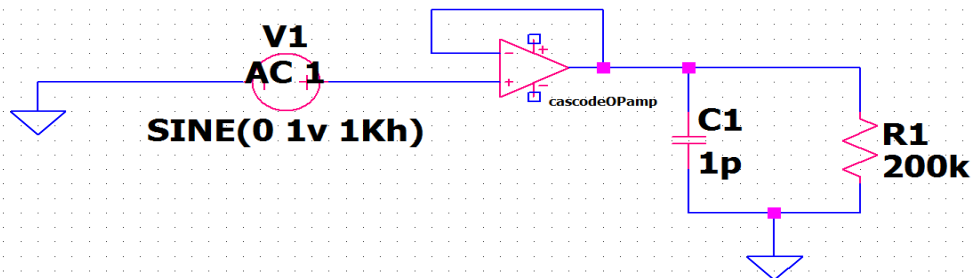 V1
AC 1
SINE(0 1v 1Kh)
cascodeOPamp
C1
1p
R1
200k